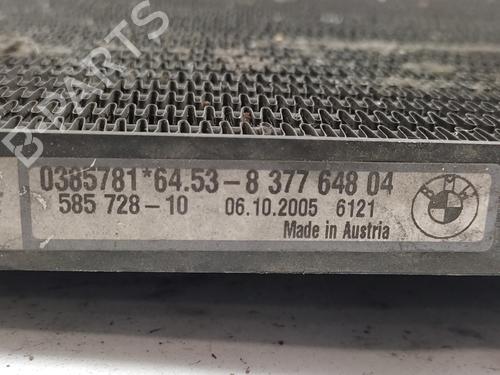 B-PARTS
0385781*64.53-8 377 648 04
585 728-10 06.10.2005 6121
Made in Austria
BMW